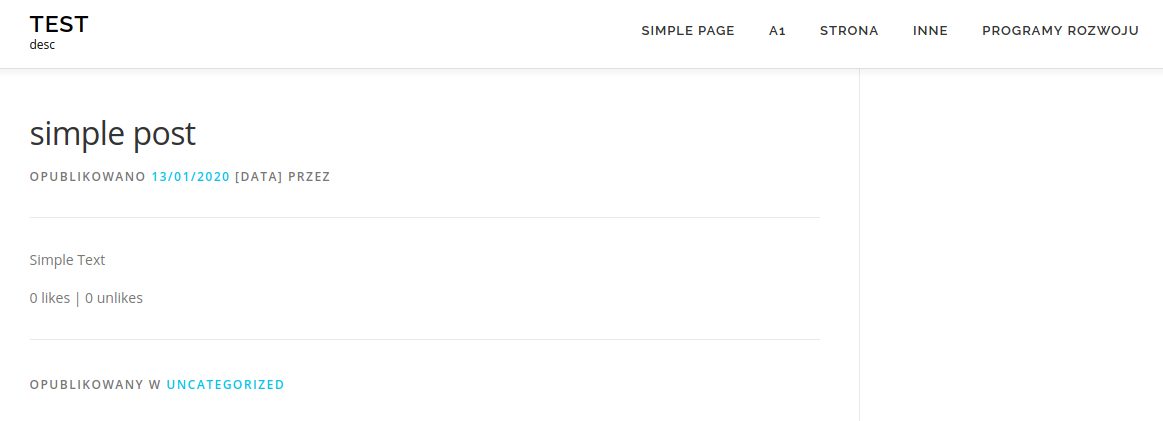 TEST
desc
SIMPLE PAGE A1 STRONA INNE PROGRAMY ROZWOJU
simple post
OPUBLIKOWANO 13/01/2020 [DATA] PRZEZ
Simple Text
0 likes | 0 unlikes
OPUBLIKOWANY W UNCATEGORIZED